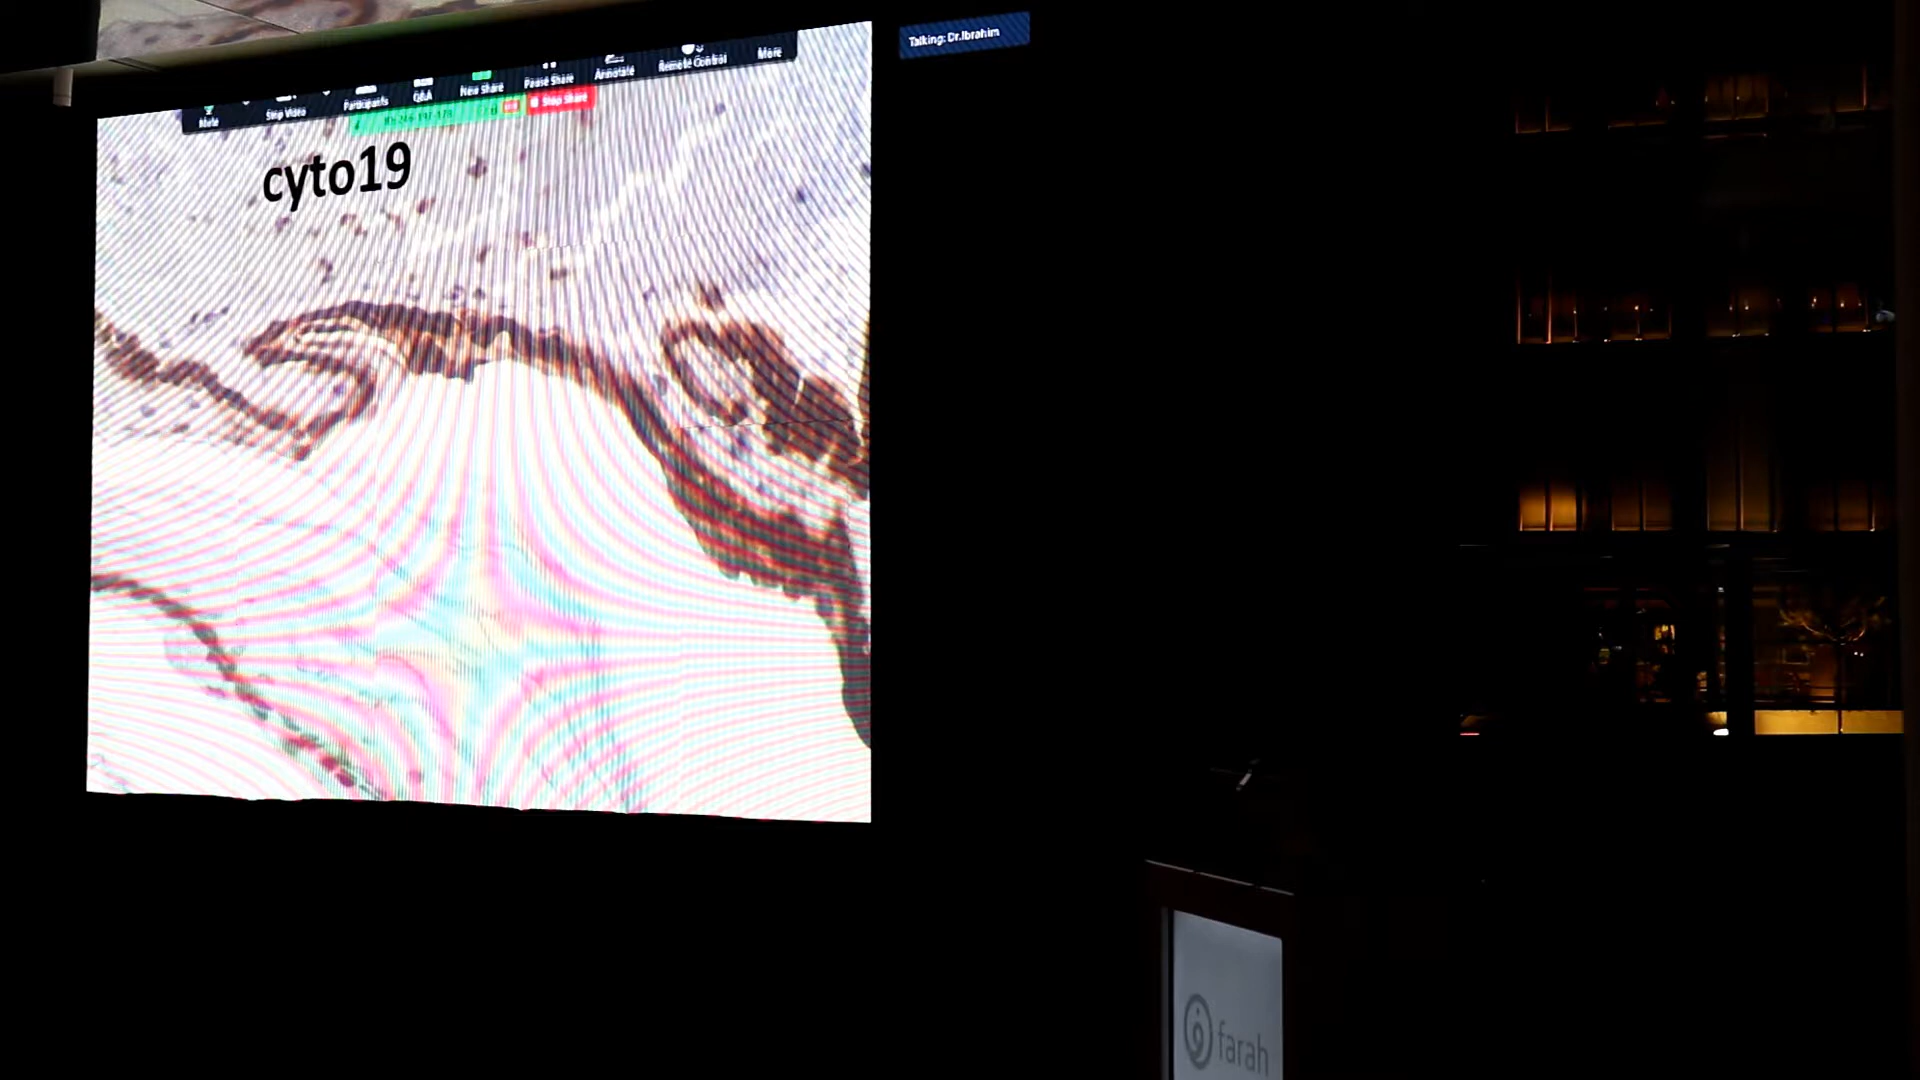 Talking: Dr.Ibrahim
Mute
Stop Video
Participants
Q&A
New Share
Pause Share
Annotate
Remote Control
More
Stop Share
cyto19
farah